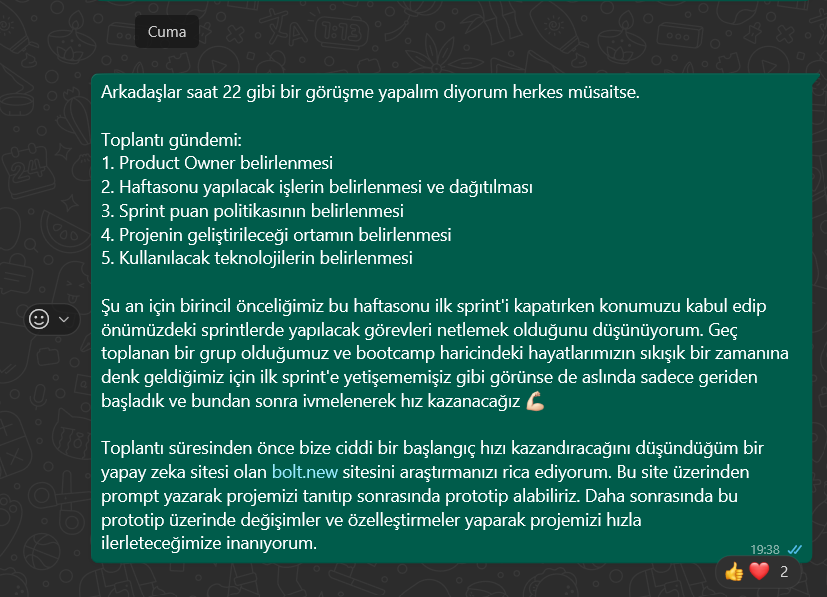 Cuma
Arkadaşlar saat 22 gibi bir görüşme yapalım diyorum herkes müsaitse.
Toplantı gündemi:
1. Product Owner belirlenmesi
2. Haftasonu yapılacak işlerin belirlenmesi ve dağıtılması
3. Sprint puan politikasının belirlenmesi
4. Projenin geliştirileceği ortamın belirlenmesi
5. Kullanılacak teknolojilerin belirlenmesi
Şu an için birincil önceliğimiz bu haftasonu ilk sprint'i kapatırken konumuzu kabul edip
önümüzdeki sprintlerde yapılacak görevleri netlemek olduğunu düşünüyorum. Geç
toplanan bir grup olduğumuz ve bootcamp haricindeki hayatlarımızın sıkışık bir zamanına
denk geldiğimiz için ilk sprint'e yetişememişiz gibi görünse de aslında sadece geriden
başladık ve bundan sonra ivmelenerek hız kazanacağız 💪🏻
Toplantı süresinden önce bize ciddi bir başlangıç hızı kazandıracağını düşündüğüm bir
yapay zeka sitesi olan bolt.new sitesini araştırmanızı rica ediyorum. Bu site üzerinden
prompt yazarak projemizi tanıtıp sonrasında prototip alabiliriz. Daha sonrasında bu
prototip üzerinde değişimler ve özelleştirmeler yaparak projemizi hızla
ilerleteceğimize inanıyorum.
19:38
👍❤️ 2